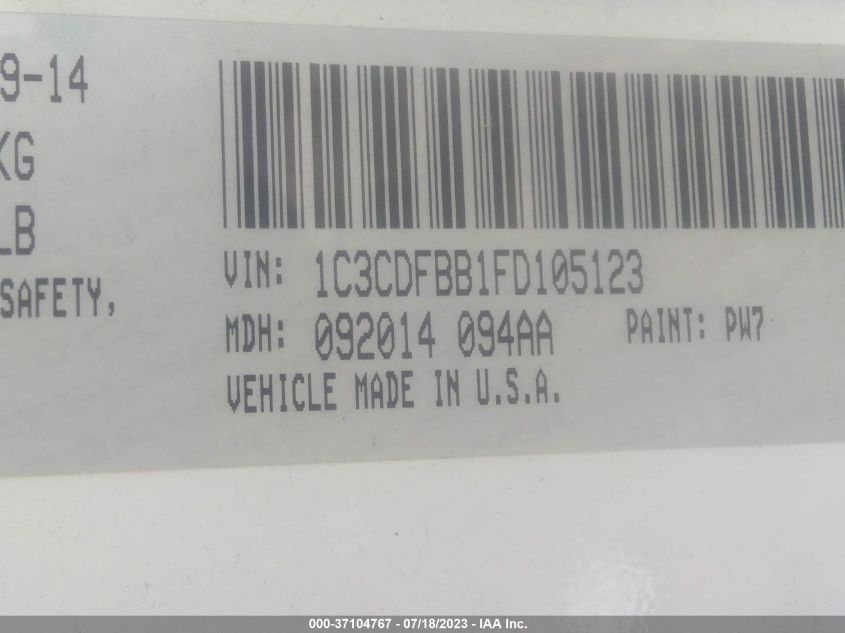 9-14
KG
LB
SAFETY,
VIN: 1C3CDFBB1FD105123
MDH: 092014 094AA PAINT: PW7
VEHICLE MADE IN U.S.A.
000-37104767 - 07/18/2023 - IAA Inc.